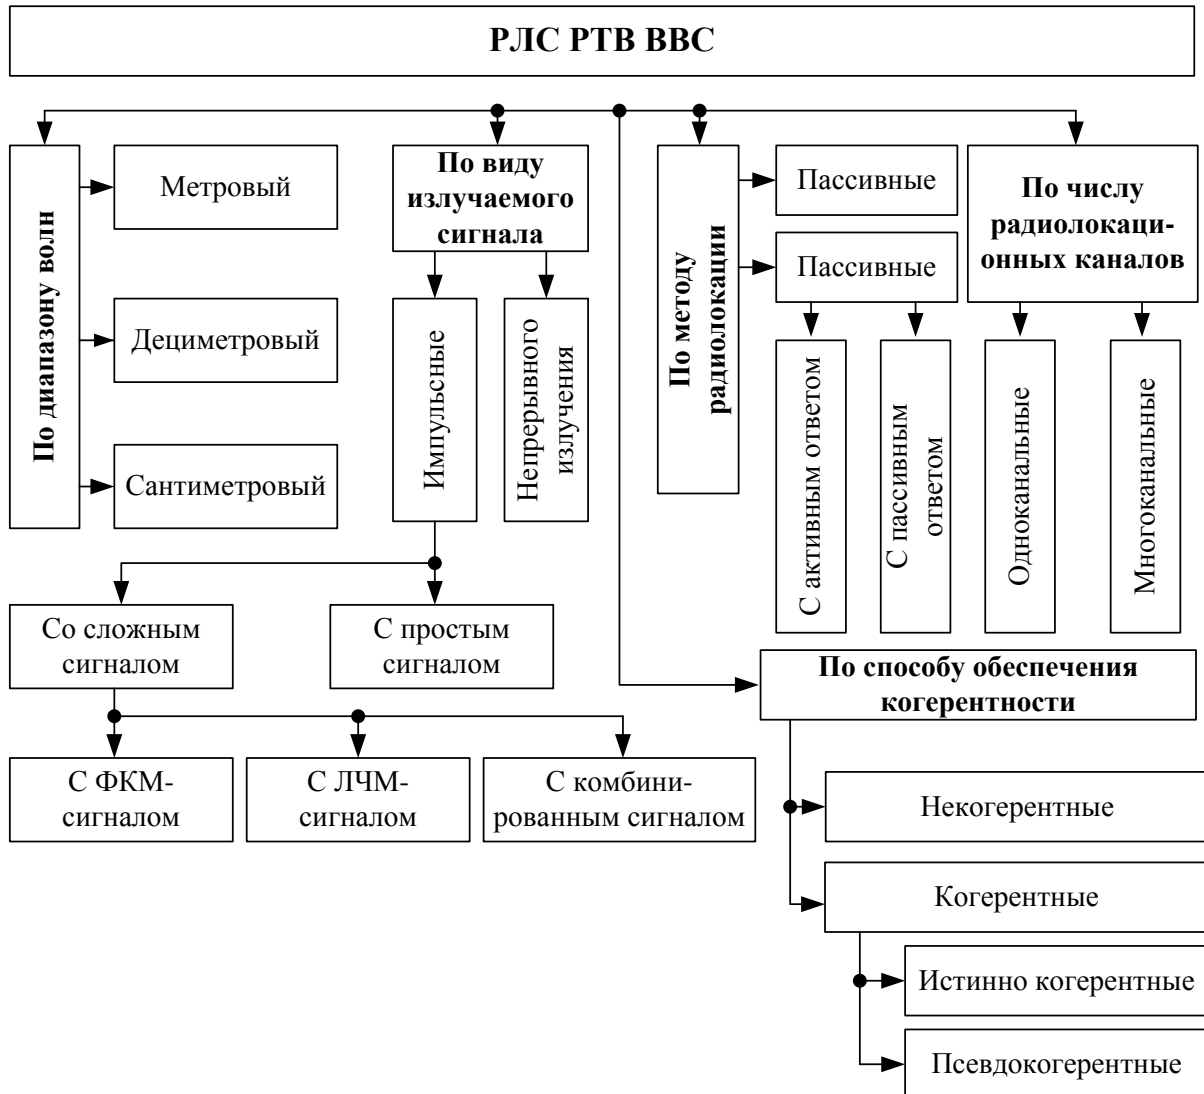 РЛС РТВ ВВС
По диапазону волн
Метровый
Дециметровый
Сантиметровый
По виду
излучаемого
сигнала
Импульсные
Непрерывного
излучения
Со сложным
сигналом
С простым
сигналом
С ФКМ-
сигналом
С ЛЧМ-
сигналом
С комбини-
рованным сигналом
По методу
радиолокации
Пассивные
Пассивные
С активным ответом
С пассивным
ответом
По числу
радиолокаци-
онных каналов
Одноканальные
Многоканальные
По способу обеспечения
когерентности
Некогерентные
Когерентные
Истинно когерентные
Псевдокогерентные